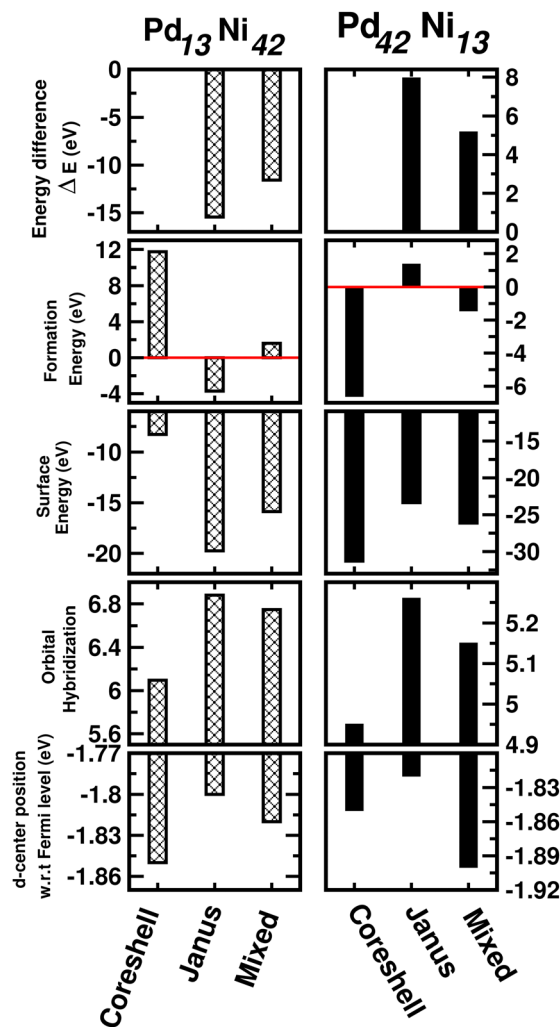 Pd13 Ni42
Pd42 Ni13
Energy difference
Δ E (eV)
0
-5
-10
-15
8
6
4
2
0
Formation
Energy (eV)
12
8
4
0
-4
2
0
-2
-4
-6
Surface
Energy (eV)
-10
-15
-20
-15
-20
-25
-30
Orbital
Hybridization
6.8
6.4
6
5.6
5.2
5.1
5
4.9
d-center position
w.r.t Fermi level (eV)
-1.77
-1.8
-1.83
-1.86
-1.83
-1.86
-1.89
-1.92
Coreshell
Janus
Mixed
Coreshell
Janus
Mixed